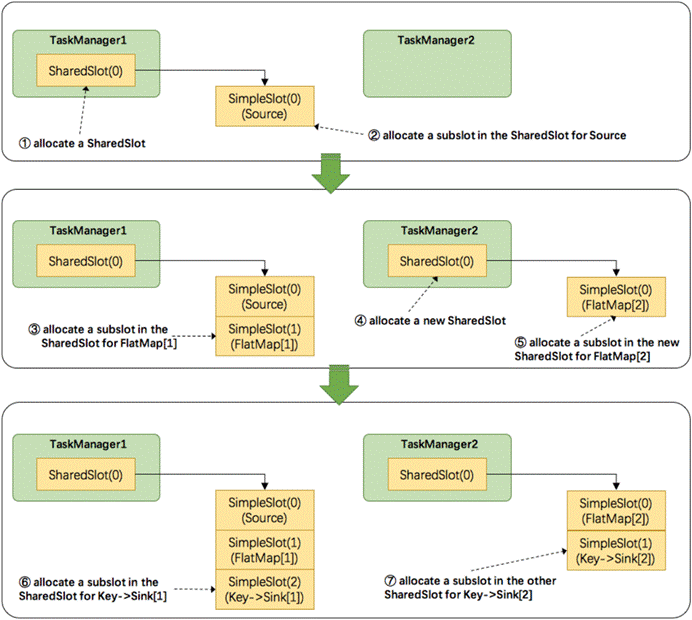 TaskManager1
TaskManager2
SharedSlot(0)
SimpleSlot(0)
(Source)
① allocate a SharedSlot
② allocate a subslot in the SharedSlot for Source
TaskManager1
TaskManager2
SharedSlot(0)
SharedSlot(0)
SimpleSlot(0)
(Source)
SimpleSlot(0)
(FlatMap[2])
③ allocate a subslot in the
SharedSlot for FlatMap[1]
SimpleSlot(1)
(FlatMap[1])
④ allocate a new SharedSlot
⑤ allocate a subslot in the new
SharedSlot for FlatMap[2]
TaskManager1
TaskManager2
SharedSlot(0)
SharedSlot(0)
SimpleSlot(0)
(Source)
SimpleSlot(0)
(FlatMap[2])
SimpleSlot(1)
(FlatMap[1])
SimpleSlot(1)
(Key->Sink[2])
⑥ allocate a subslot in the
SharedSlot for Key->Sink[1]
SimpleSlot(2)
(Key->Sink[1])
⑦ allocate a subslot in the other
SharedSlot for Key->Sink[2]